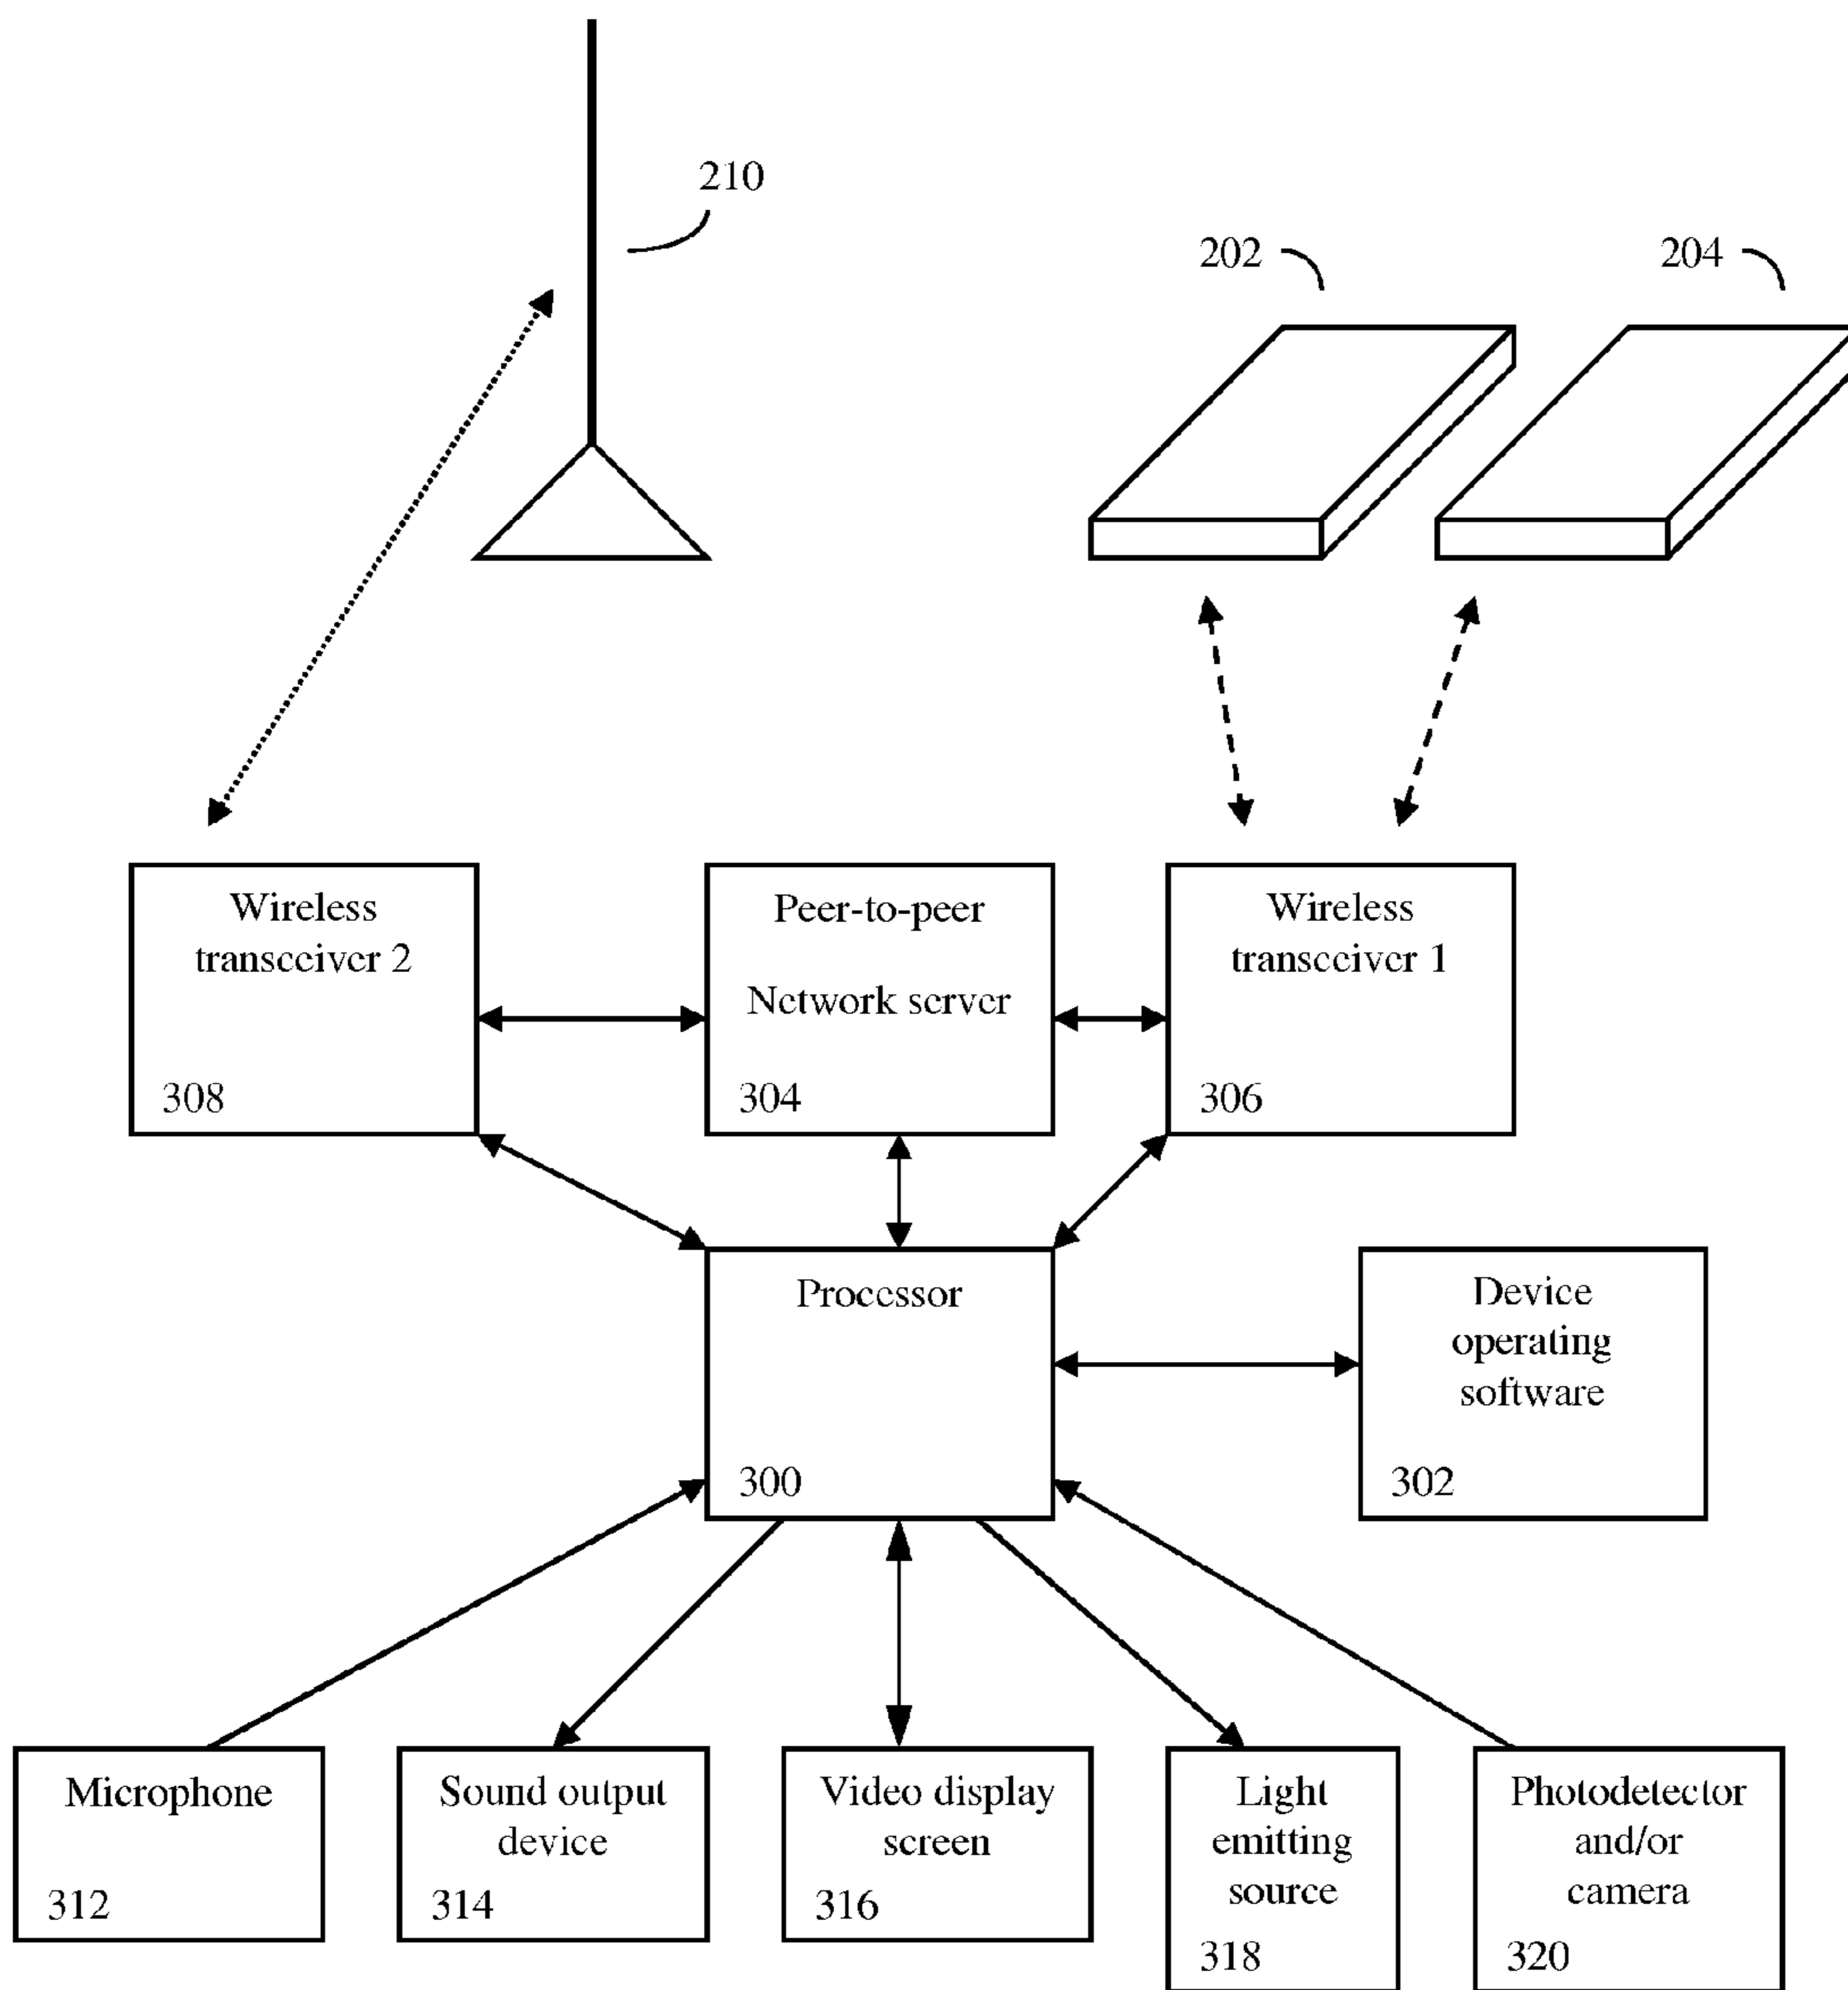 210
202
204
Wireless
transceiver 2
308
Peer-to-peer
Network server
304
Wireless
transceiver 1
306
Processor
300
Device
operating
software
302
Microphone
312
Sound output
device
314
Video display
screen
316
Light
emitting
source
318
Photodetector
and/or
camera
320